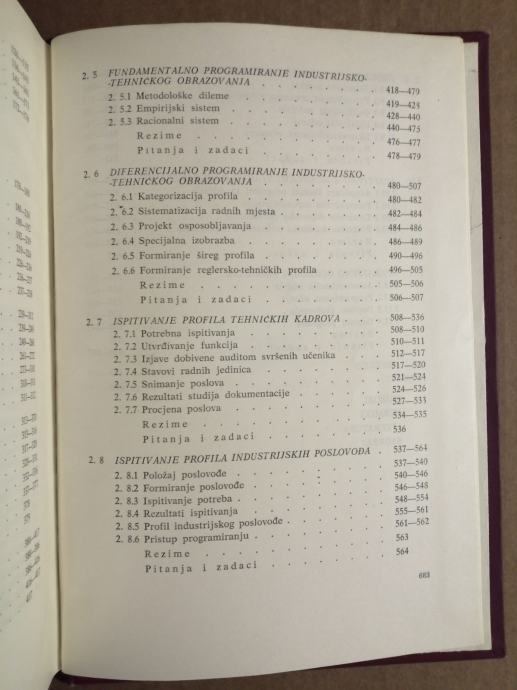 2. 5 FUNDAMENTALNO PROGRAMIRANJE INDUSTRIJSKO-
-TEHNIČKOG OBRAZOVANJA . . . . . . . . 418—479
2. 5.1 Metodološke dileme . . . . . . . . 419—424
2. 5.2 Empirijski sistem . . . . . . . . 428—440
2. 5.3 Racionalni sistem . . . . . . . . 440—475
Rezime . . . . . . . . 476—477
Pitanja i zadaci . . . . . . . . 478—479
2. 6 DIFERENCIJALNO PROGRAMIRANJE INDUSTRIJSKO-
-TEHNIČKOG OBRAZOVANJA . . . . . . . . 480—507
2. 6.1 Kategorizacija profila . . . . . . . . 480—482
2. 6.2 Sistematizacija radnih mjesta . . . . . . 482—484
2. 6.3 Projekt osposobljavanja . . . . . . . 484—486
2. 6.4 Specijalna izobrazba . . . . . . . . 486—489
2. 6.5 Formiranje šireg profila . . . . . . . 490—496
2. 6.6 Formiranje reglersko-tehničkih profila . . . . 496—505
Rezime . . . . . . . . 505—506
Pitanja i zadaci . . . . . . . . 506—507
2. 7 ISPITIVANJE PROFILA TEHNIČKIH KADROVA . . . 508—536
2. 7.1 Potrebna ispitivanja . . . . . . . . 508—510
2. 7.2 Utvrđivanje funkcija . . . . . . . . 510—511
2. 7.3 Izjave dobivene auditom svršenih učenika . . . 512—517
2. 7.4 Stavovi radnih jedinica . . . . . . . 517—520
2. 7.5 Snimanje poslova . . . . . . . . 521—524
2. 7.6 Rezultati studija dokumentacije . . . . . . 524—526
2. 7.7 Procjena poslova . . . . . . . . 527—533
Rezime . . . . . . . . 534—535
Pitanja i zadaci . . . . . . . . 536
2. 8 ISPITIVANJE PROFILA INDUSTRIJSKIH POSLOVOĐA . 537—564
2. 8.1 Položaj poslovođe . . . . . . . . 537—540
2. 8.2 Formiranje poslovođe . . . . . . . . 540—546
2. 8.3 Ispitivanje potreba . . . . . . . . 546—548
2. 8.4 Rezultati ispitivanja . . . . . . . . 548—554
2. 8.5 Profil industrijskog poslovođe . . . . . . 555—561
2. 8.6 Pristup programiranju . . . . . . . 561—562
Rezime . . . . . . . . 563
Pitanja i zadaci . . . . . . . . 564
683